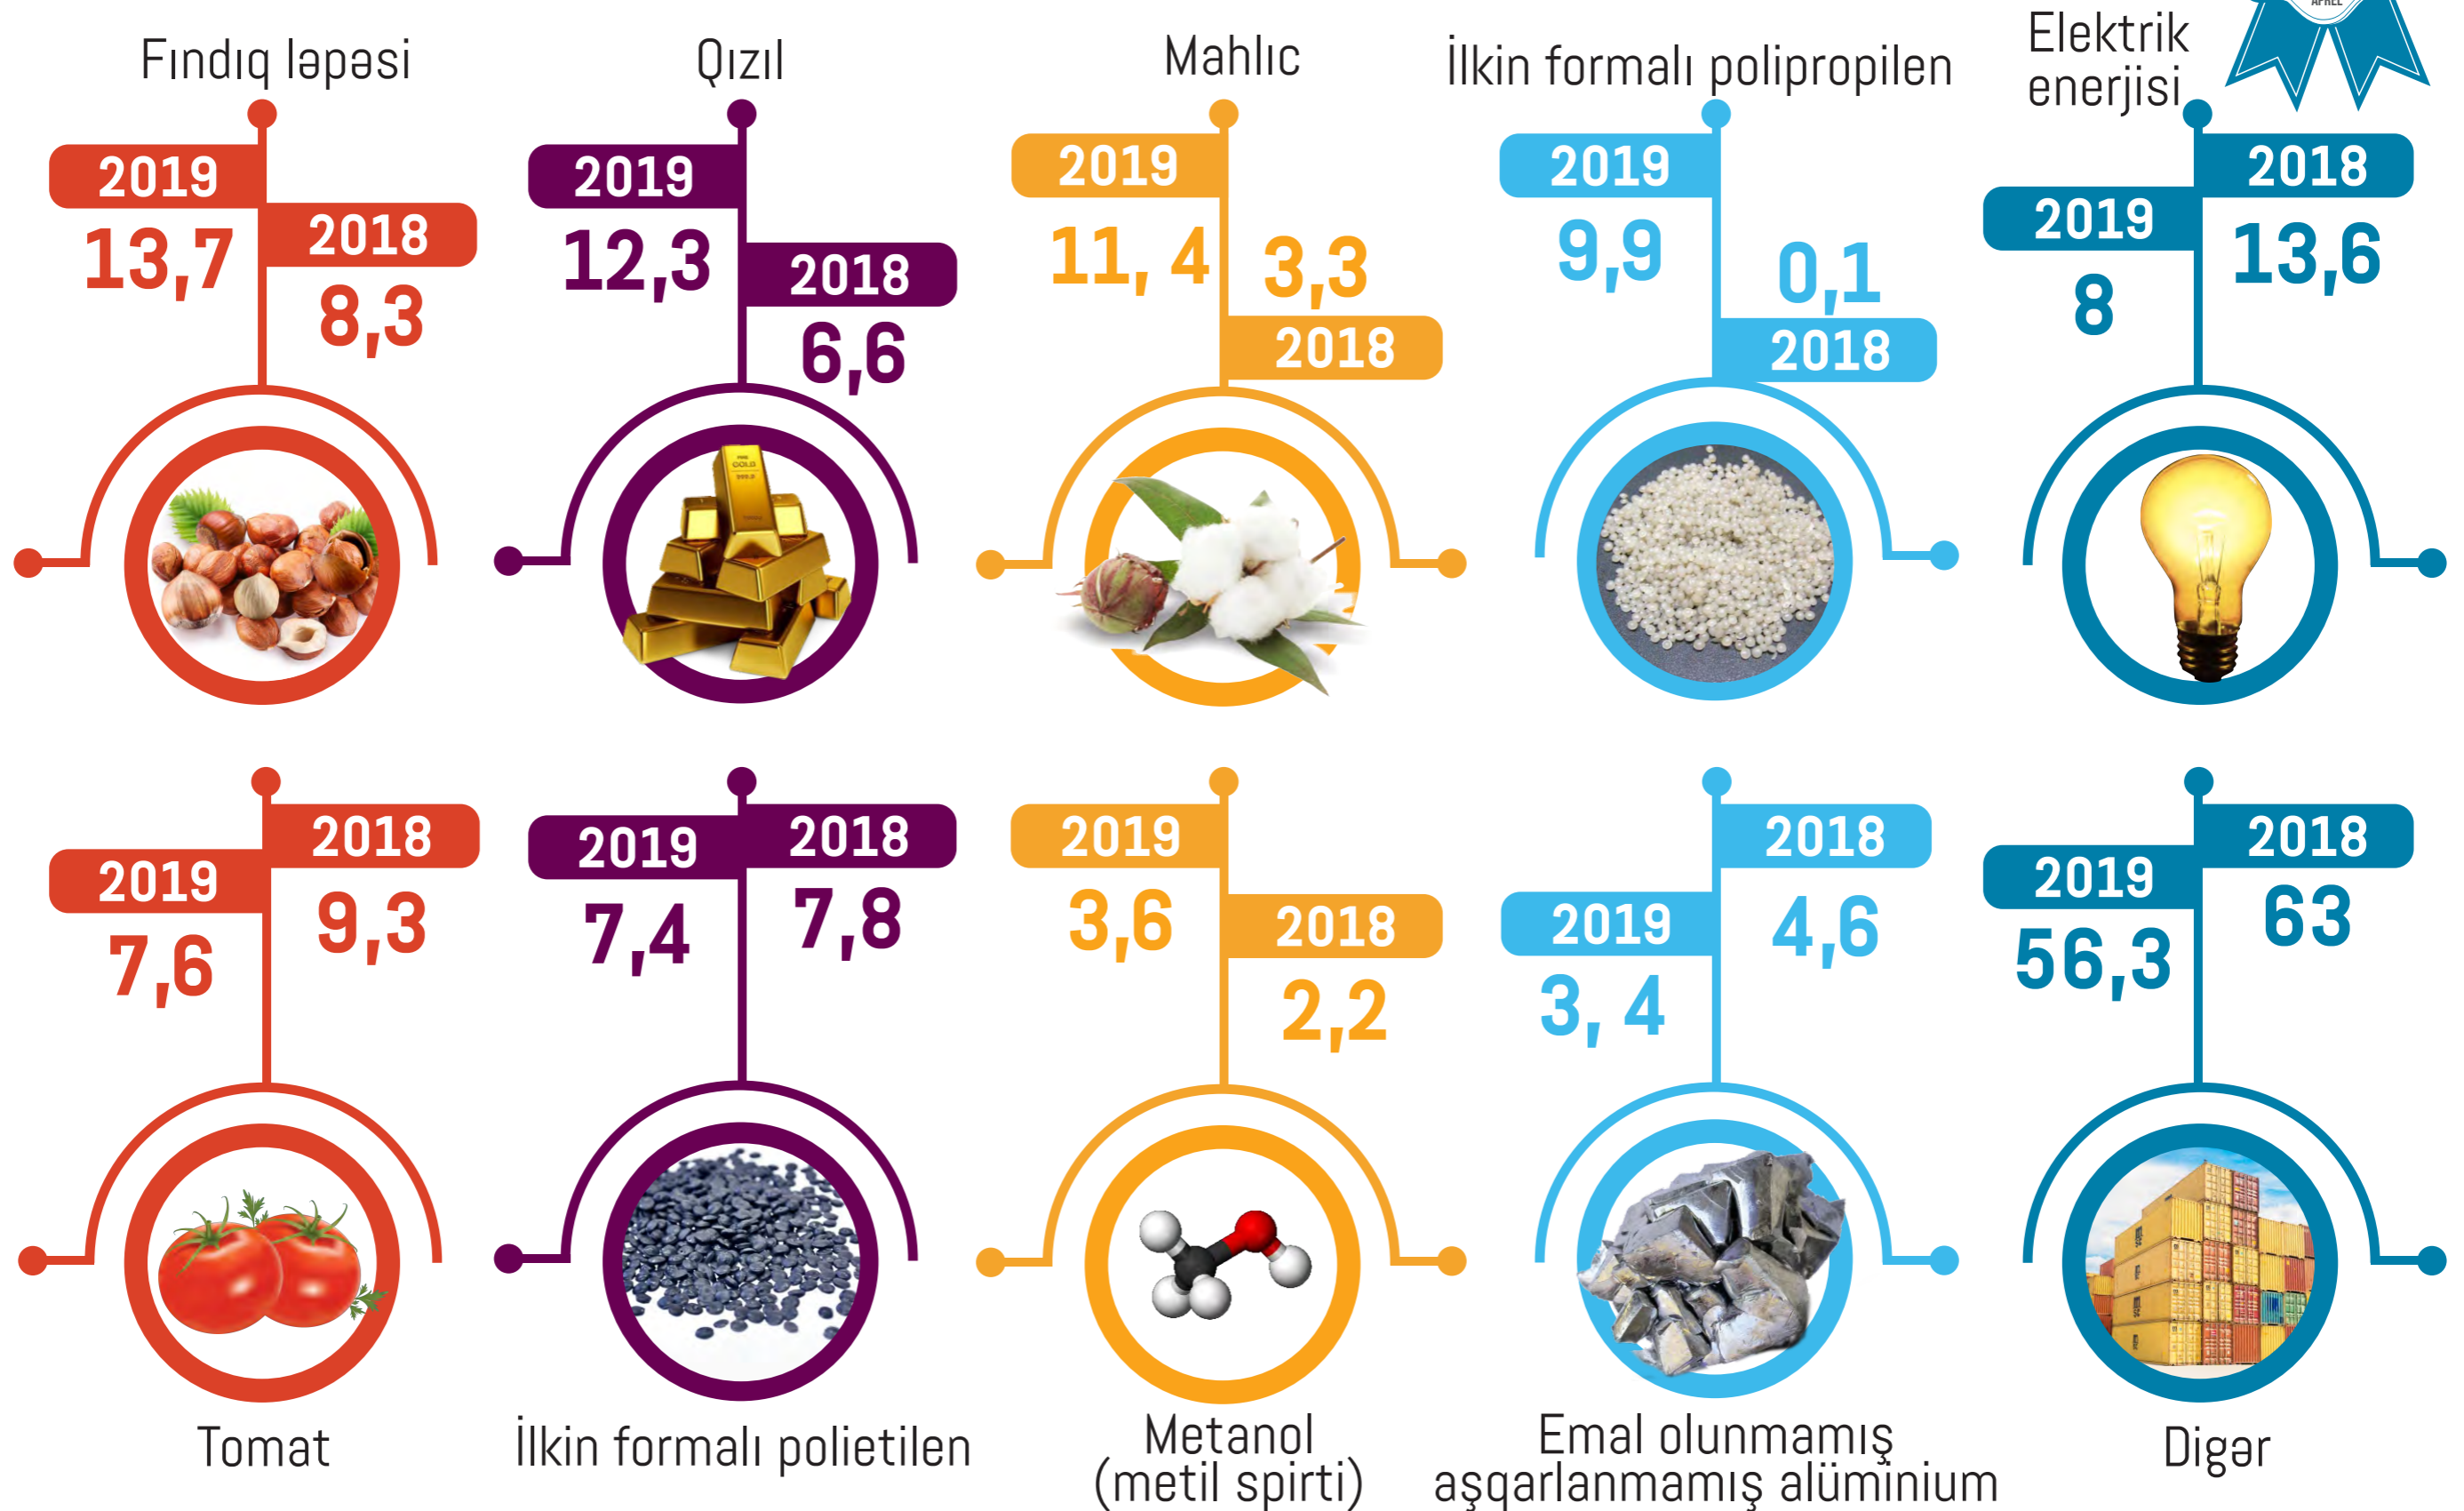 APREL
Fındıq ləpəsi
2019
13,7
2018
8,3
Qızıl
2019
12,3
2018
6,6
Mahlıc
2019
11, 4
3,3
2018
İlkin formalı polipropilen
2019
9,9
0,1
2018
Elektrik
enerjisi
2018
13,6
2019
8
FINE
GOLD
2018
9,3
2019
7,6
Tomat
2019
7,4
2018
7,8
İlkin formalı polietilen
2019
3,6
2018
2,2
Metanol
(metil spirti)
2018
4,6
2019
3, 4
Emal olunmamış
aşqarlanmamış alüminium
2018
63
2019
56,3
Digər